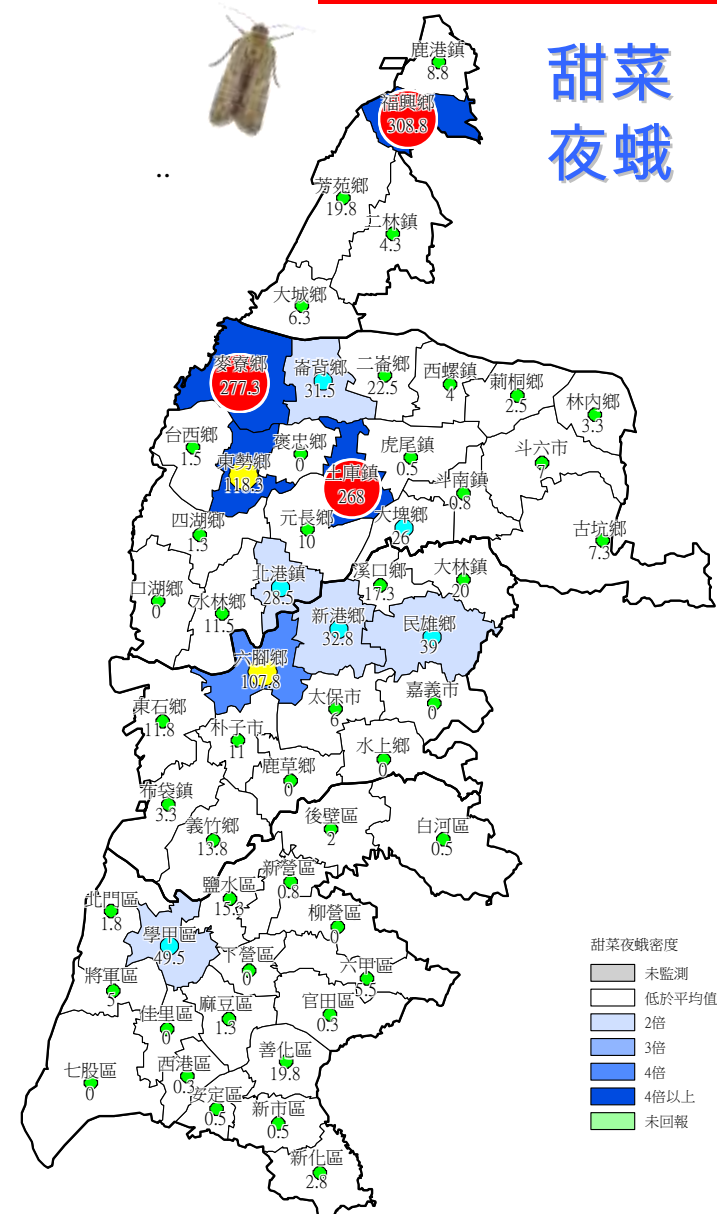 甜菜
夜蛾
..
鹿港鎮
8.8
福興鄉
308.8
芳苑鄉
19.8
二林鎮
4.3
大城鄉
6.3
麥寮鄉
277.3
崙背鄉
31.5
二崙鄉
22.5
西螺鎮
4
莿桐鄉
2.5
林內鄉
3.3
台西鄉
1.5
東勢鄉
118.3
褒忠鄉
0
土庫鎮
268
虎尾鎮
0.5
斗南鎮
0.8
斗六市
7
古坑鄉
7.3
四湖鄉
1.3
元長鄉
10
大埤鄉
26
口湖鄉
0
水林鄉
11.5
北港鎮
28.5
溪口鄉
17.3
大林鎮
20
新港鄉
32.8
民雄鄉
39
六腳鄉
107.8
東石鄉
11.8
朴子市
11
太保市
6
嘉義市
0
水上鄉
0
鹿草鄉
0
布袋鎮
3.3
義竹鄉
13.8
後壁區
2
白河區
0.5
新營區
0.8
鹽水區
15.3
北門區
1.8
學甲區
49.5
柳營區
0
下營區
0
六甲區
5.5
將軍區
5
佳里區
0
麻豆區
1.3
官田區
0.3
七股區
0
西港區
0.3
善化區
19.8
安定區
0.5
新市區
0.5
新化區
2.8
甜菜夜蛾密度
未監測
低於平均值
2倍
3倍
4倍
4倍以上
未回報